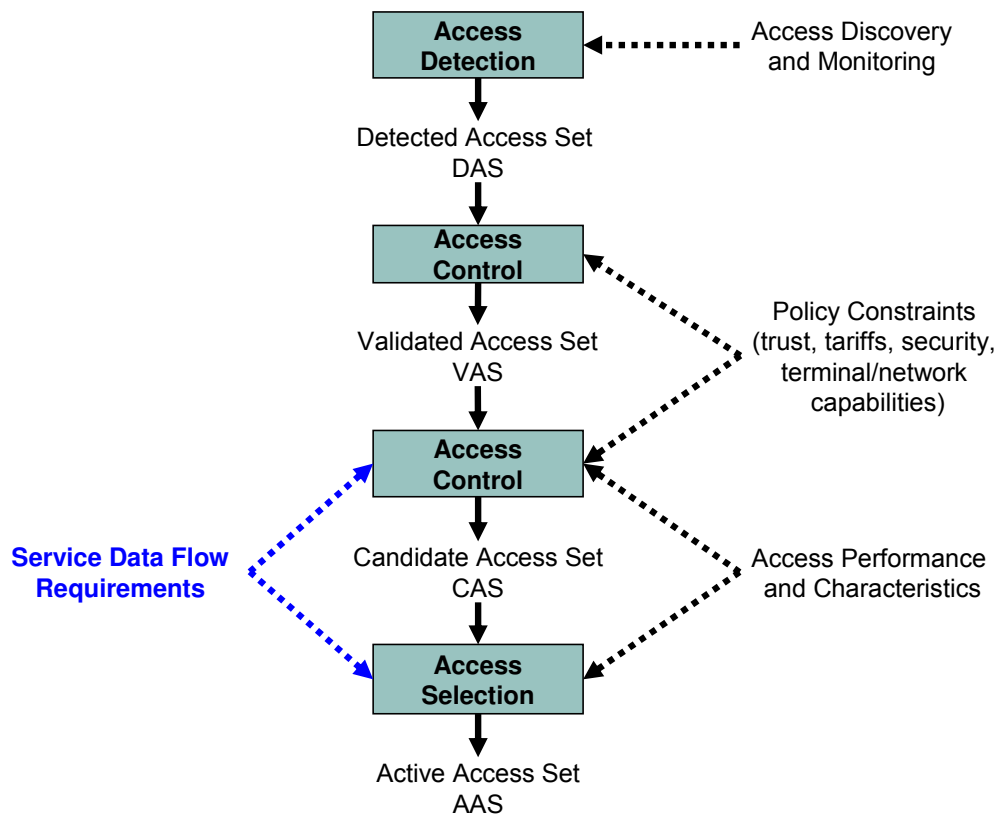 Access
Detection
Access Discovery
and Monitoring
Detected Access Set
DAS
Access
Control
Policy Constraints
(trust, tariffs, security,
terminal/network
capabilities)
Validated Access Set
VAS
Access
Control
Service Data Flow
Requirements
Candidate Access Set
CAS
Access Performance
and Characteristics
Access
Selection
Active Access Set
AAS